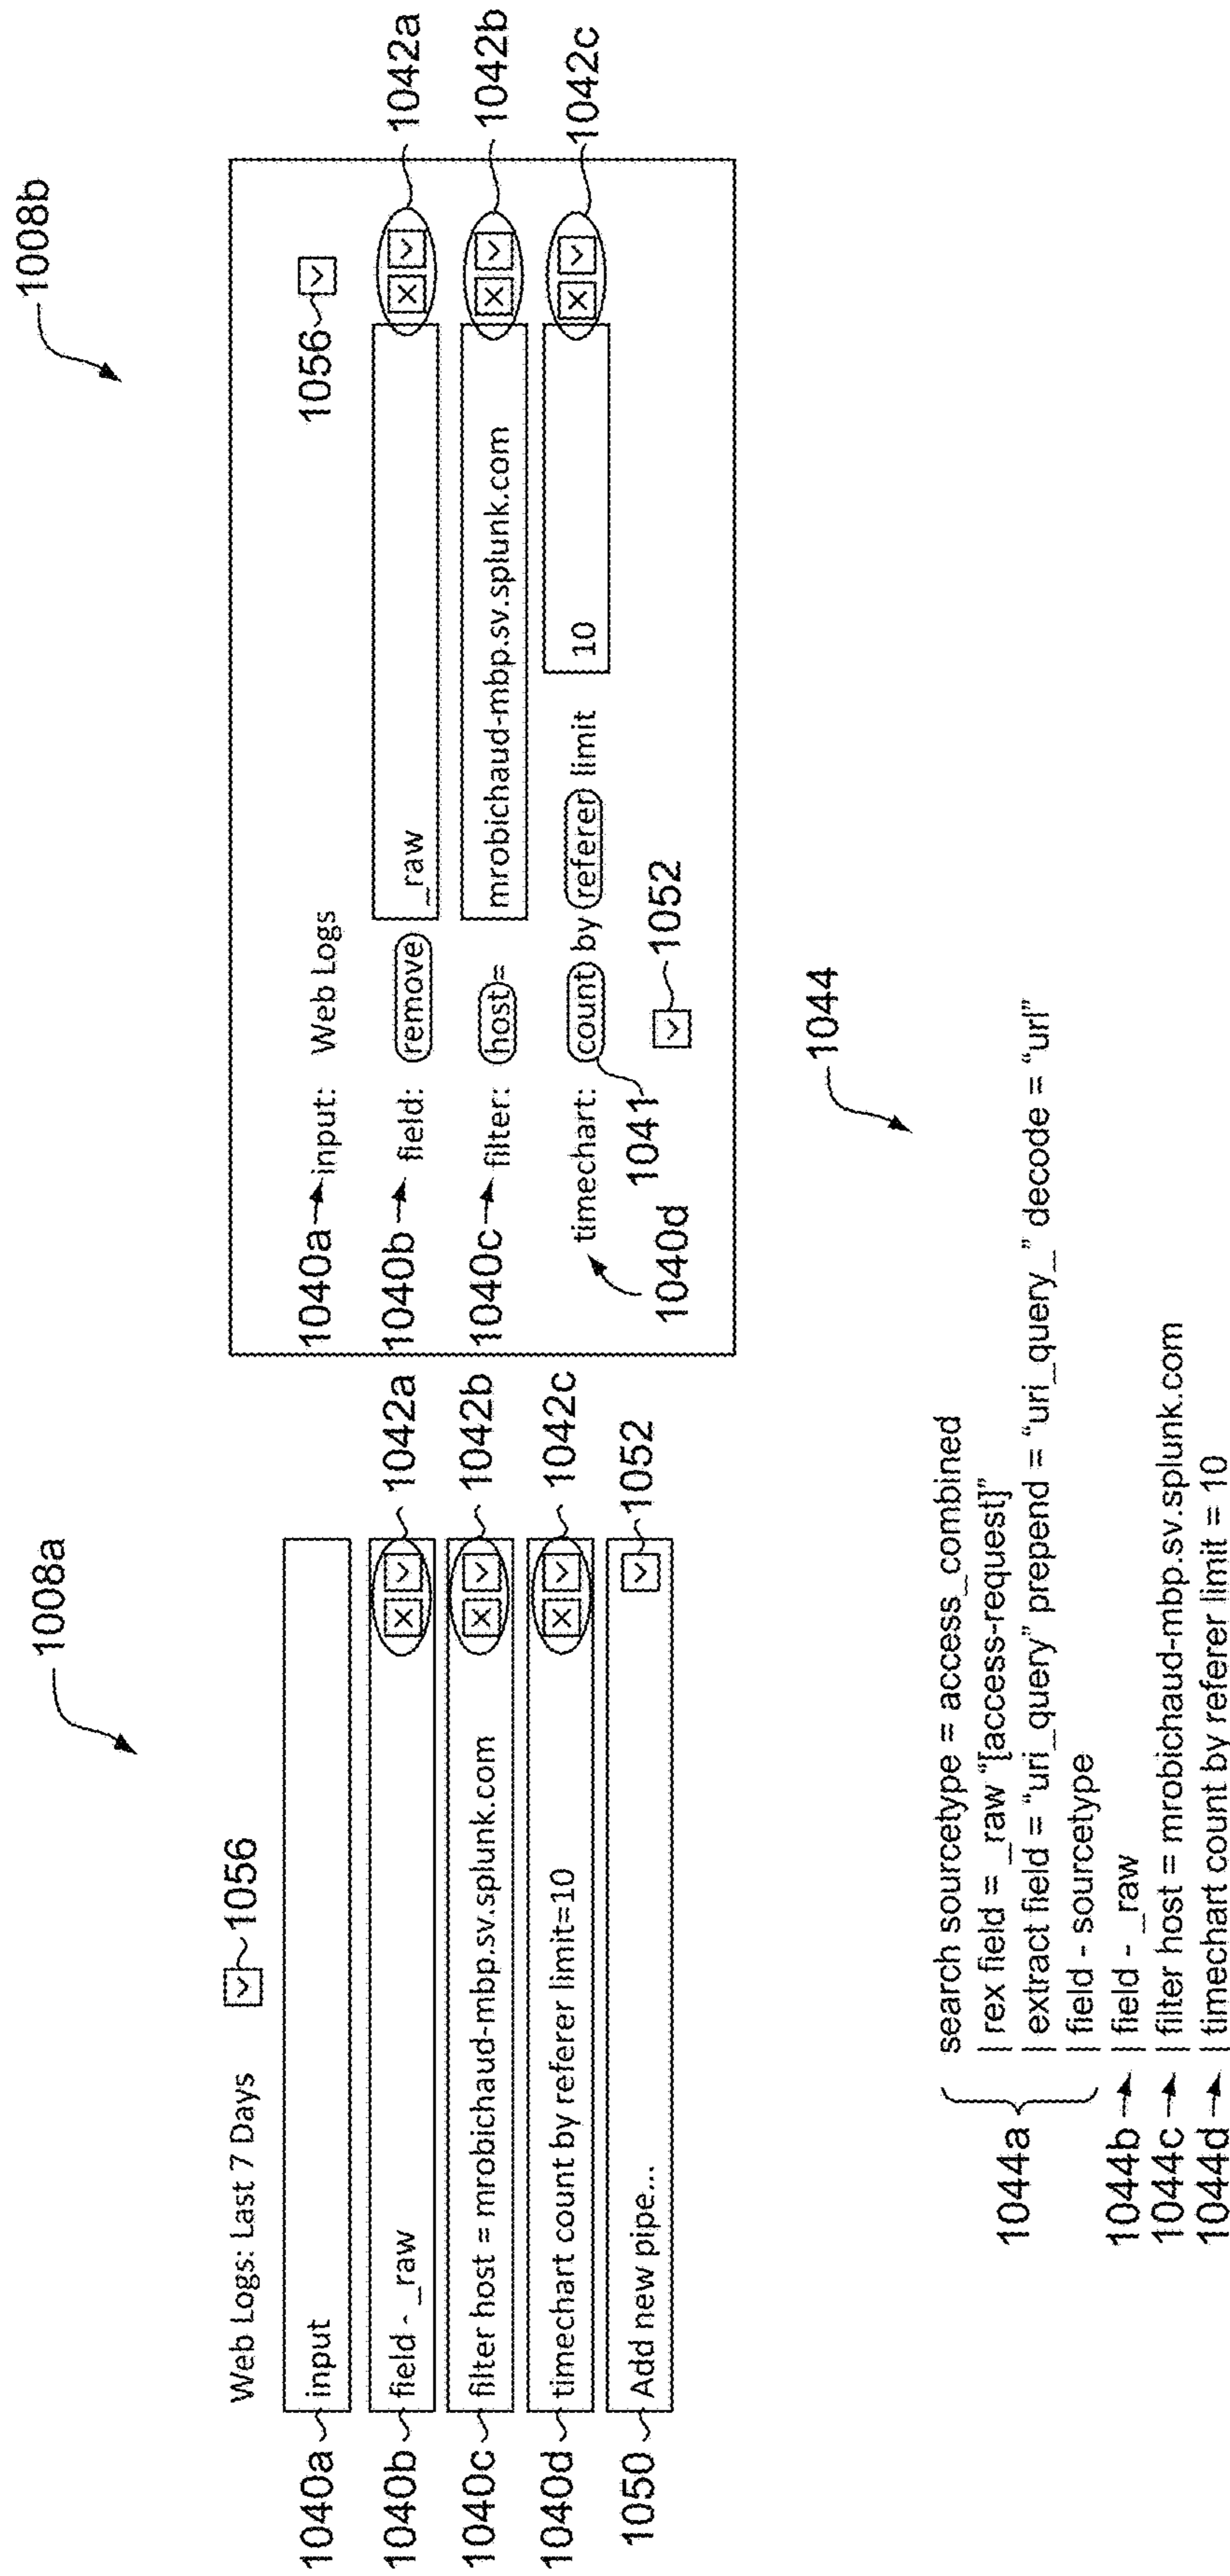 1008a
Web Logs: Last 7 Days 1056
1040a input
1040b field - _raw 1042a
1040c filter host = mrobichaud-mbp.sv.splunk.com 1042b
1040d timechart count by referer limit=10 1042c
1050 Add new pipe... 1052
1008b
1056
1040a input: Web Logs
1040b field: remove _raw 1042a
1040c filter: host = mrobichaud-mbp.sv.splunk.com 1042b
timechart: count by referer limit 10 1042c
1040d 1041 1052
1044
search sourcetype = access_combined
| rex field = _raw "[access-request]"
| extract field = "uri_query" prepend = "uri_query_" decode = "url"
| field - sourcetype
1044a
1044b | field - _raw
1044c | filter host = mrobichaud-mbp.sv.splunk.com
1044d | timechart count by referer limit = 10